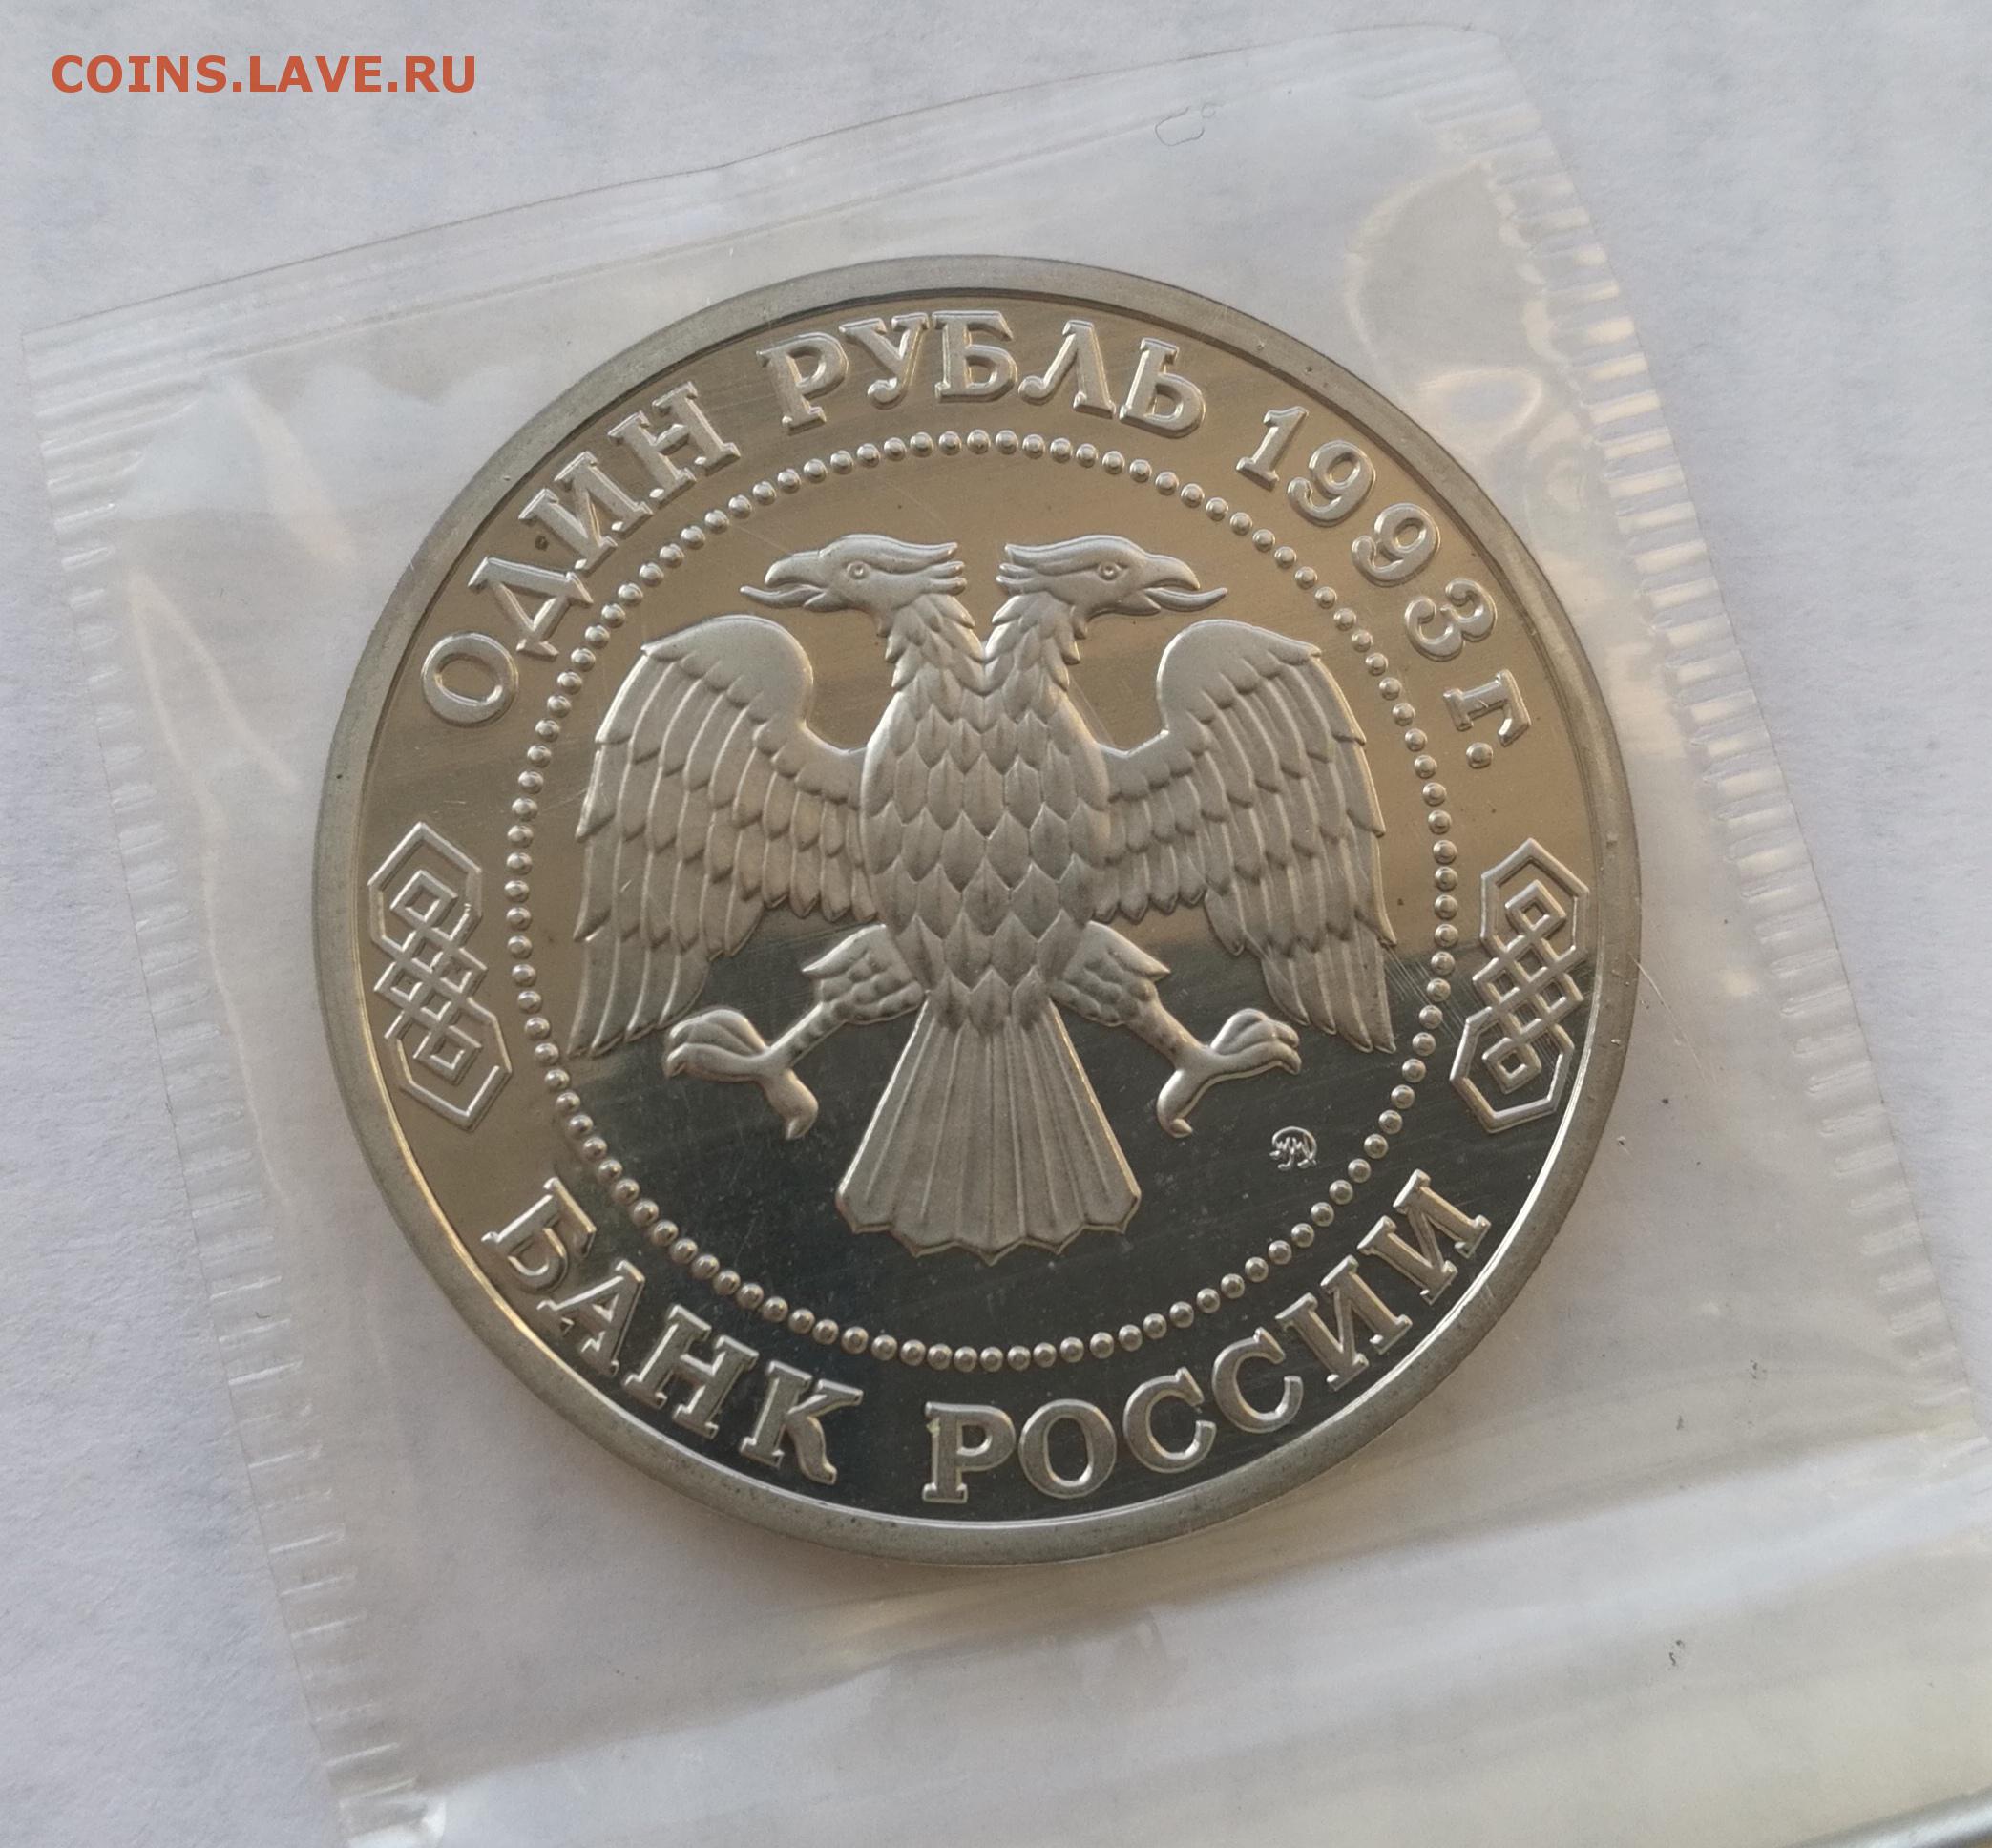 COINS.LAVE.RU
ОДИН РУБЛЬ 1993 г.
БАНК РОССИИ